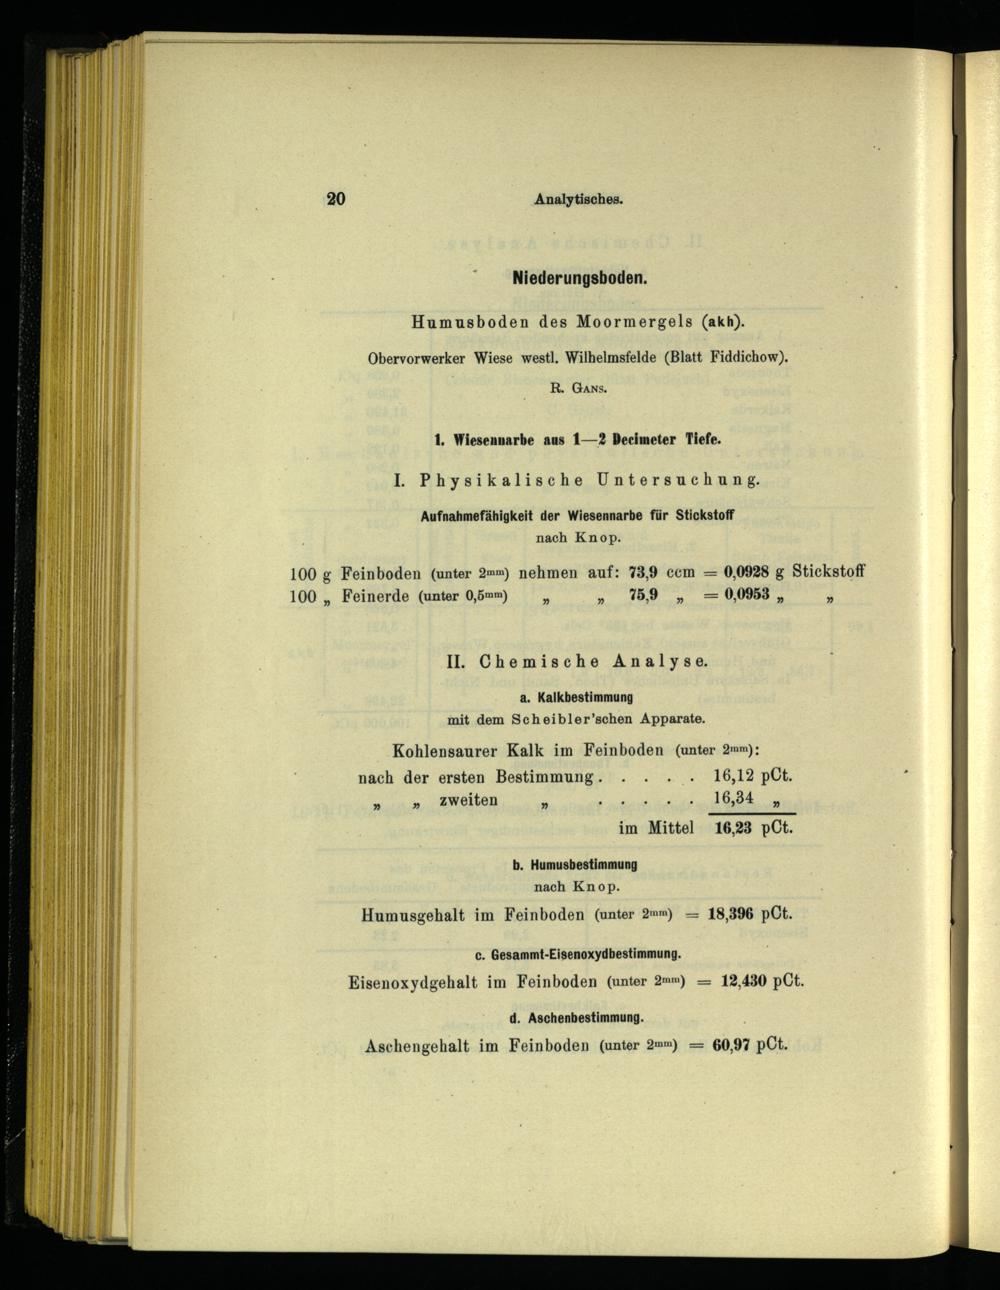 20 Analytisches.
Niederungsboden.
Humusboden des Moormergels (akh).
Obervorwerker Wiese westl. Wilhelmsfelde (Blatt Fiddichow).
R. Gans.
1. Wiesennarbe aus 1—2 Decimeter Tiefe.
I. Physikalische Untersuchung.
Aufnahmefähigkeit der Wiesennarbe für Stickstoff
nach Knop.
100 g Feinboden (unter 2mm) nehmen auf: 73,9 ccm = 0,0928 g Stickstoff
100 „ Feinerde (unter 0,5mm) „ „ 75,9 „ = 0,0953 „ „
II. Chemische Analyse.
a. Kalkbestimmung
mit dem Scheibler'schen Apparate.
Kohlensaurer Kalk im Feinboden (unter 2mm):
nach der ersten Bestimmung . . . . . 16,12 pCt.
„ „ zweiten „ . . . . . 16,34 „
im Mittel 16,23 pCt.
b. Humusbestimmung
nach Knop.
Humusgehalt im Feinboden (unter 2mm) = 18,396 pCt.
c. Gesammt-Eisenoxydbestimmung.
Eisenoxydgehalt im Feinboden (unter 2mm) = 12,430 pCt.
d. Aschenbestimmung.
Aschengehalt im Feinboden (unter 2mm) = 60,97 pCt.